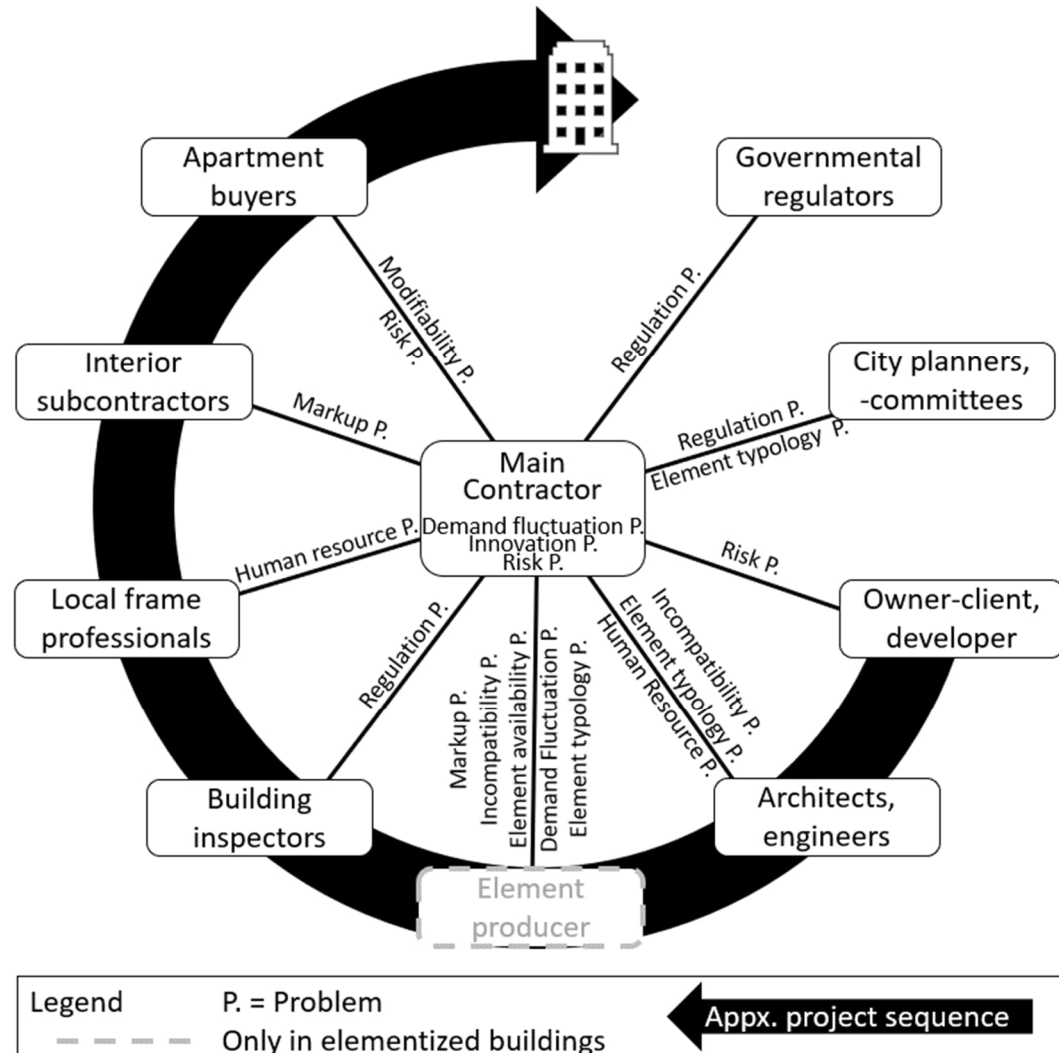 Apartment
buyers
Governmental
regulators
Modifiability P.
Risk P.
Regulation P.
Interior
subcontractors
Markup P.
City planners,
-committees
Regulation P.
Element typology P.
Main
Contractor
Demand fluctuation P.
Innovation P.
Risk P.
Human resource P.
Risk P.
Local frame
professionals
Owner-client,
developer
Regulation P.
Markup P.
Incompatibility P.
Element availability P.
Demand Fluctuation P.
Element typology P.
Incompatibility P.
Element typology P.
Human Resource P.
Building
inspectors
Architects,
engineers
Element
producer
Legend
P. = Problem
Only in elementized buildings
Appx. project sequence